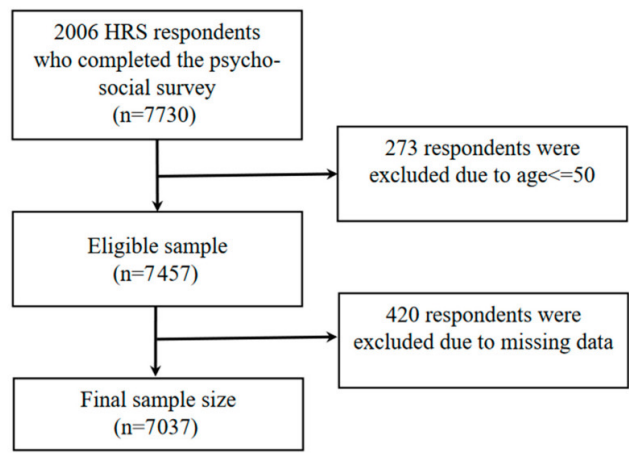 2006 HRS respondents
who completed the psycho-
social survey
(n=7730)
273 respondents were
excluded due to age<=50
Eligible sample
(n=7457)
420 respondents were
excluded due to missing data
Final sample size
(n=7037)